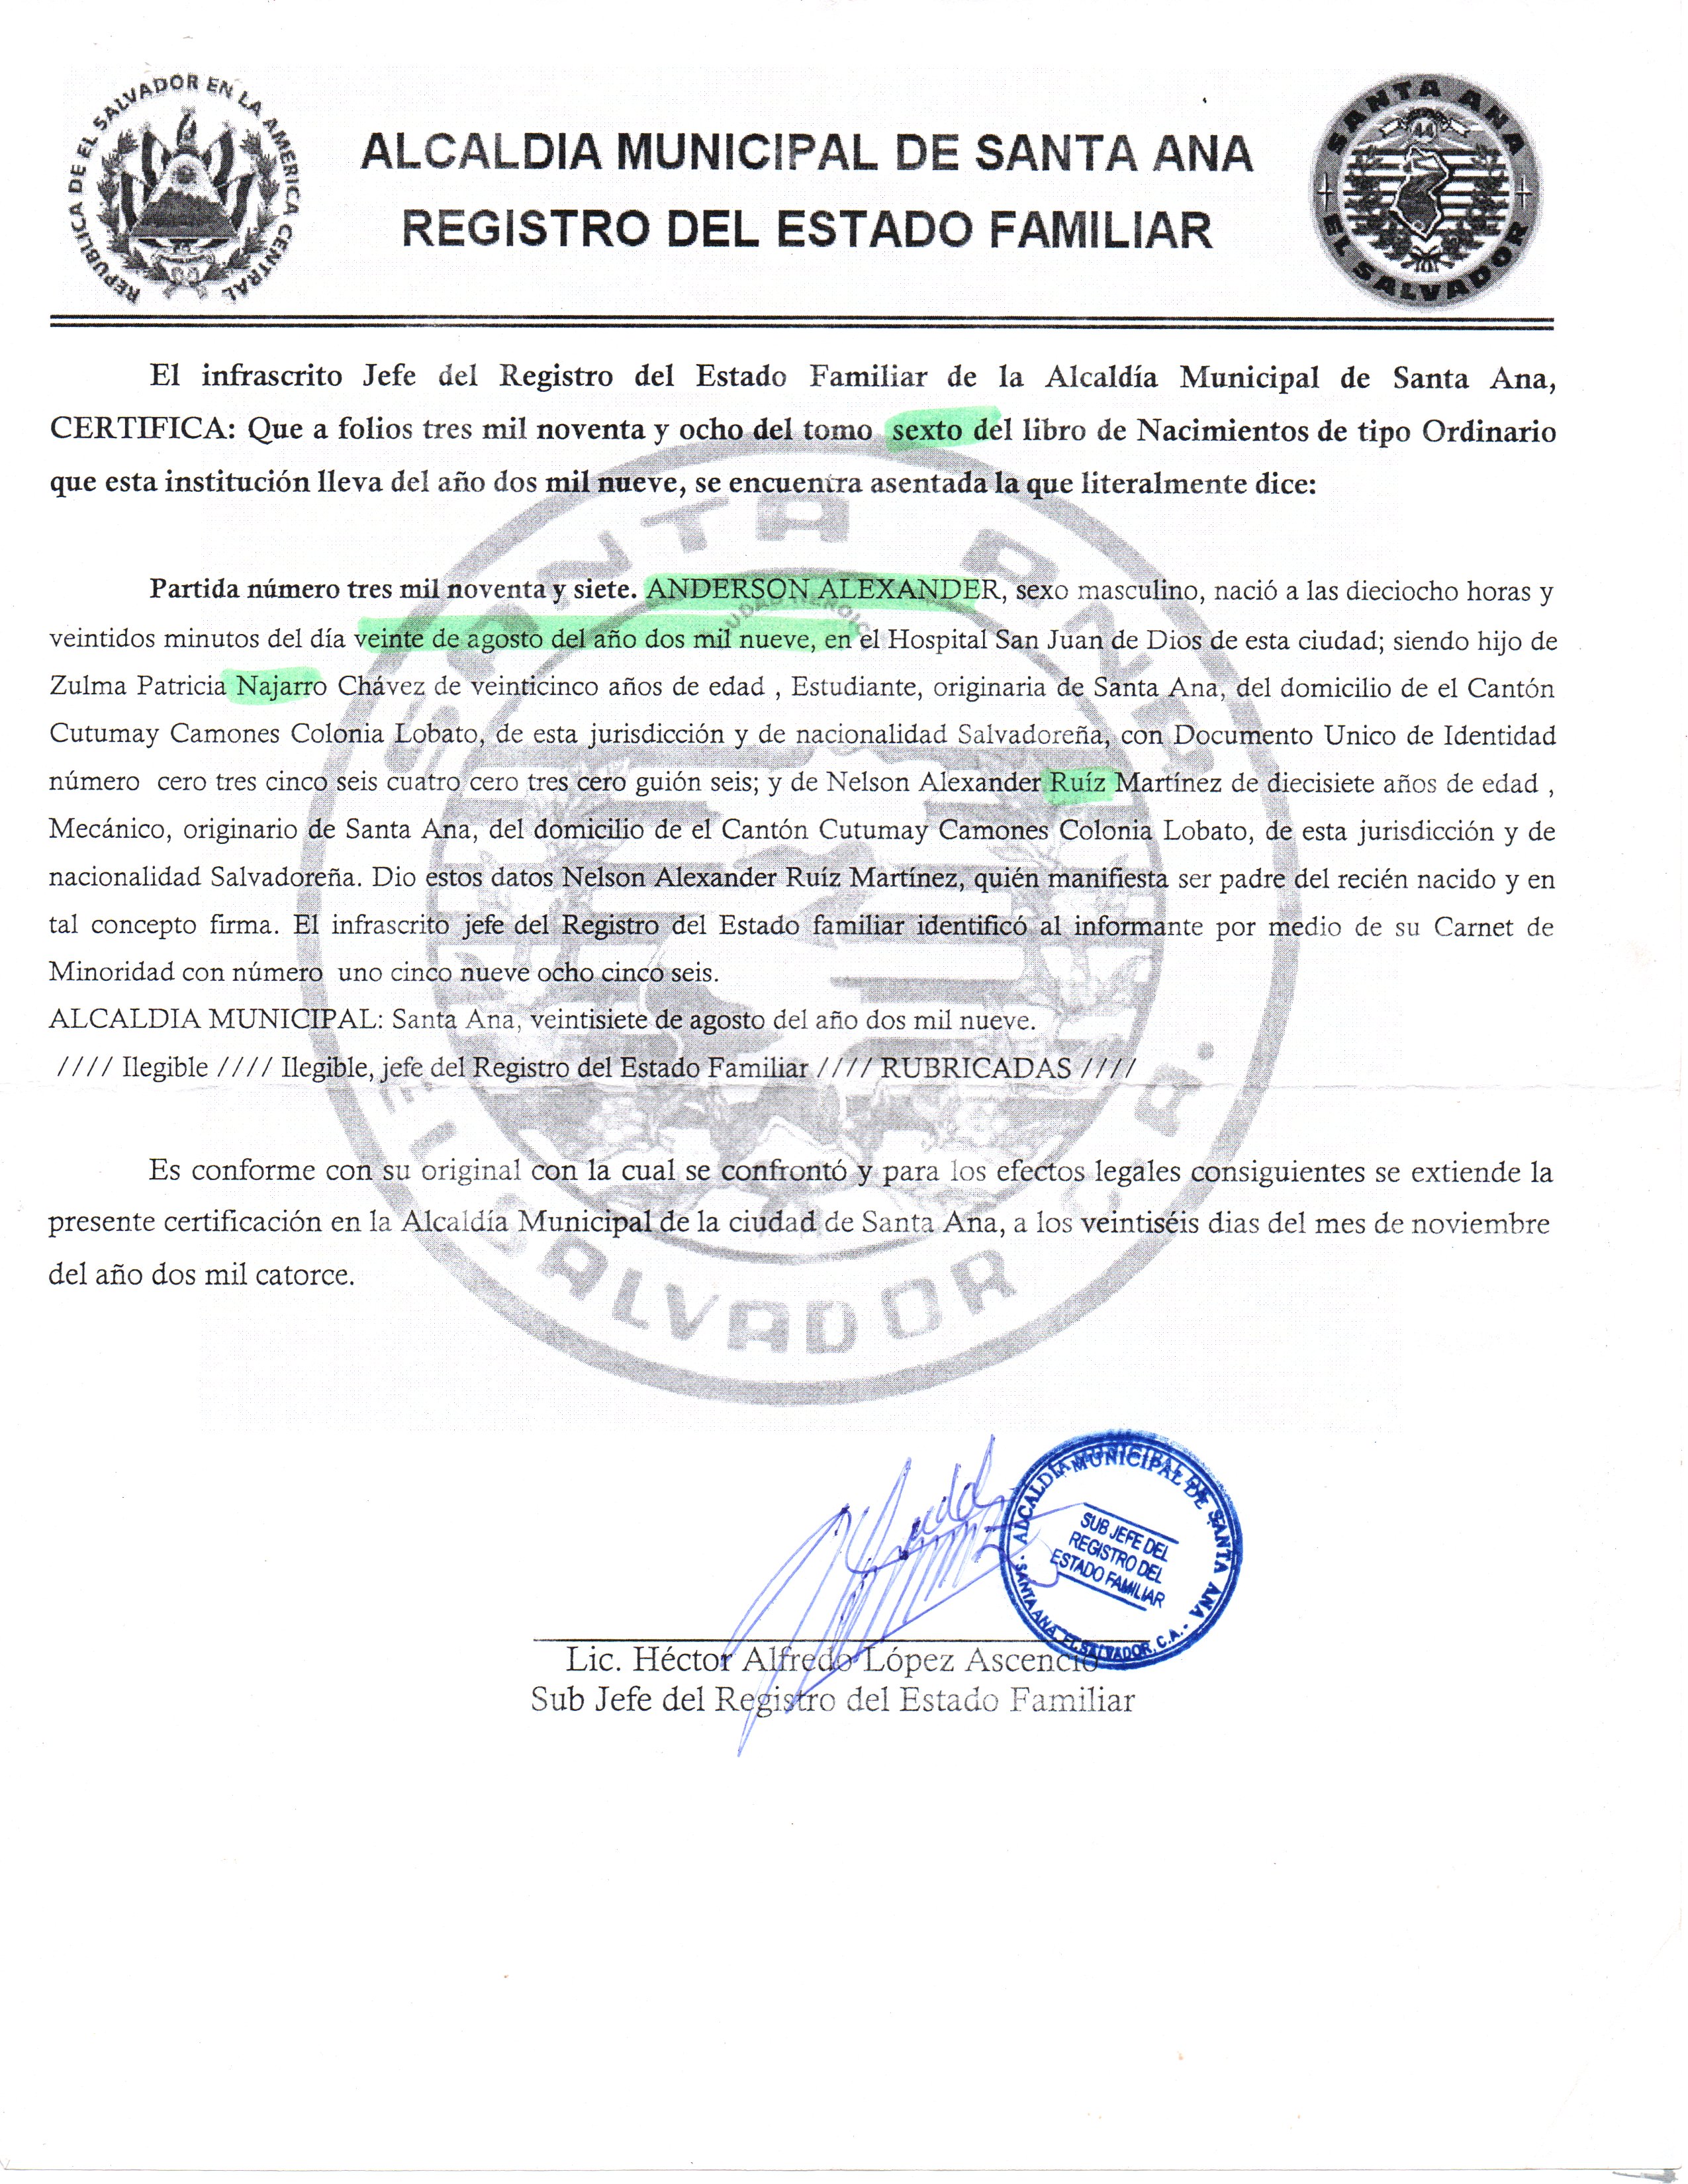 REPUBLICA DE EL SALVADOR EN LA AMERICA CENTRAL
ALCALDIA MUNICIPAL DE SANTA ANA
REGISTRO DEL ESTADO FAMILIAR
SANTA ANA
44
EL SALVADOR
El infrascrito Jefe del Registro del Estado Familiar de la Alcaldía Municipal de Santa Ana,
CERTIFICA: Que a folios tres mil noventa y ocho del tomo sexto del libro de Nacimientos de tipo Ordinario
que esta institución lleva del año dos mil nueve, se encuentra asentada la que literalmente dice:
Partida número tres mil noventa y siete. ANDERSON ALEXANDER, sexo masculino, nació a las dieciocho horas y
veintidos minutos del día veinte de agosto del año dos mil nueve, en el Hospital San Juan de Dios de esta ciudad; siendo hijo de
Zulma Patricia Najarro Chávez de veinticinco años de edad , Estudiante, originaria de Santa Ana, del domicilio de el Cantón
Cutumay Camones Colonia Lobato, de esta jurisdicción y de nacionalidad Salvadoreña, con Documento Unico de Identidad
número cero tres cinco seis cuatro cero tres cero guión seis; y de Nelson Alexander Ruíz Martínez de diecisiete años de edad ,
Mecánico, originario de Santa Ana, del domicilio de el Cantón Cutumay Camones Colonia Lobato, de esta jurisdicción y de
nacionalidad Salvadoreña. Dio estos datos Nelson Alexander Ruíz Martínez, quién manifiesta ser padre del recién nacido y en
tal concepto firma. El infrascrito jefe del Registro del Estado familiar identificó al informante por medio de su Carnet de
Minoridad con número uno cinco nueve ocho cinco seis.
ALCALDIA MUNICIPAL: Santa Ana, veintisiete de agosto del año dos mil nueve.
//// Ilegible //// Ilegible, jefe del Registro del Estado Familiar //// RUBRICADAS ////
Es conforme con su original con la cual se confrontó y para los efectos legales consiguientes se extiende la
presente certificación en la Alcaldía Municipal de la ciudad de Santa Ana, a los veintiséis dias del mes de noviembre
del año dos mil catorce.
SANTA ANA
EL SALVADOR C.A.
ALCALDIA MUNICIPAL DE SANTA ANA
SUB JEFE DEL
REGISTRO DEL
ESTADO FAMILIAR
SANTA ANA, EL SALVADOR, C.A.
Lic. Héctor Alfredo López Ascencio
Sub Jefe del Registro del Estado Familiar